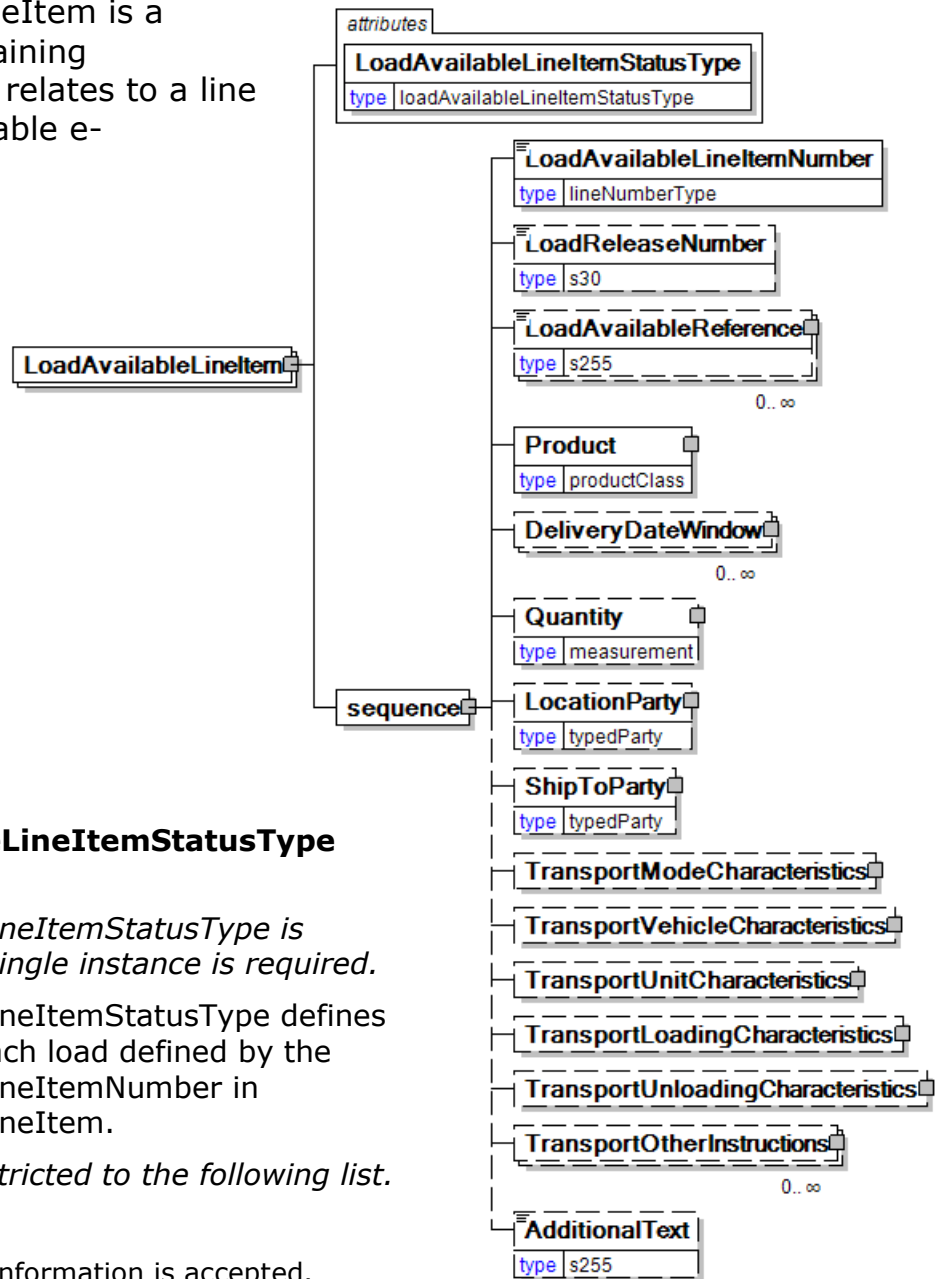 eItem is a
aining
relates to a line
able e-
attributes
LoadAvailableLineItemStatusType
type loadAvailableLineItemStatusType
LoadAvailableLineItemNumber
type lineNumberType
LoadReleaseNumber
type s30
LoadAvailableReference
type s255
0.. ∞
LoadAvailableLineItem
Product
type productClass
DeliveryDateWindow
0.. ∞
Quantity
type measurement
sequence
LocationParty
type typedParty
ShipToParty
type typedParty
LineItemStatusType
TransportModeCharacteristics
neItemStatusType is
TransportVehicleCharacteristics
ingle instance is required.
TransportUnitCharacteristics
neItemStatusType defines
ach load defined by the
TransportLoadingCharacteristics
neItemNumber in
TransportUnloadingCharacteristics
neItem.
TransportOtherInstructions
0.. ∞
tricted to the following list.
AdditionalText
type s255
nformation is accepted.